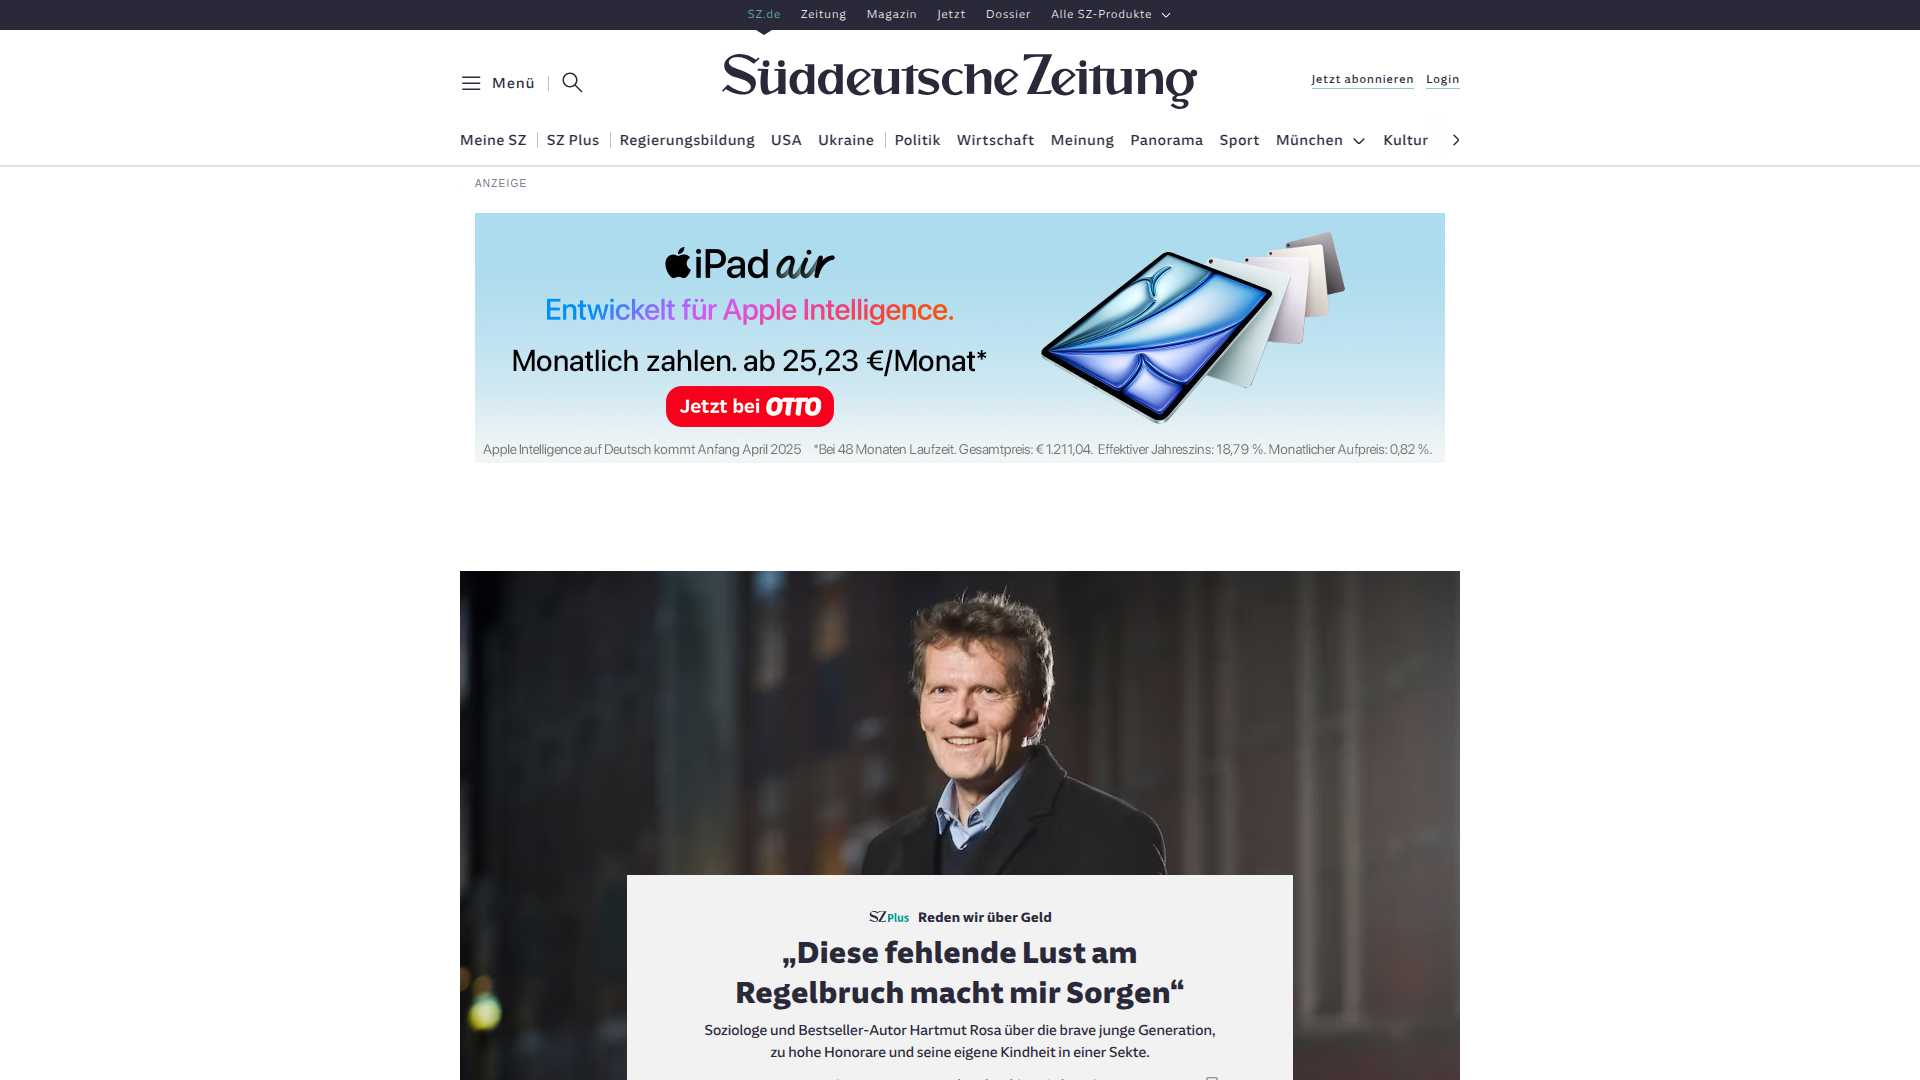 SZ.de Zeitung Magazin Jetzt Dossier Alle SZ-Produkte
Menü
Süddeutsche Zeitung
Jetzt abonnieren Login
Meine SZ SZ Plus Regierungsbildung USA Ukraine Politik Wirtschaft Meinung Panorama Sport München Kultur
ANZEIGE
iPad air
Entwickelt für Apple Intelligence.
Monatlich zahlen. ab 25,23 €/Monat*
Jetzt bei OTTO
Apple Intelligence auf Deutsch kommt Anfang April 2025 *Bei 48 Monaten Laufzeit. Gesamtpreis: € 1.211,04. Effektiver Jahreszins: 18,79 %. Monatlicher Aufpreis: 0,82 %.
SZ Plus Reden wir über Geld
„Diese fehlende Lust am
Regelbruch macht mir Sorgen“
Soziologe und Bestseller-Autor Hartmut Rosa über die brave junge Generation,
zu hohe Honorare und seine eigene Kindheit in einer Sekte.